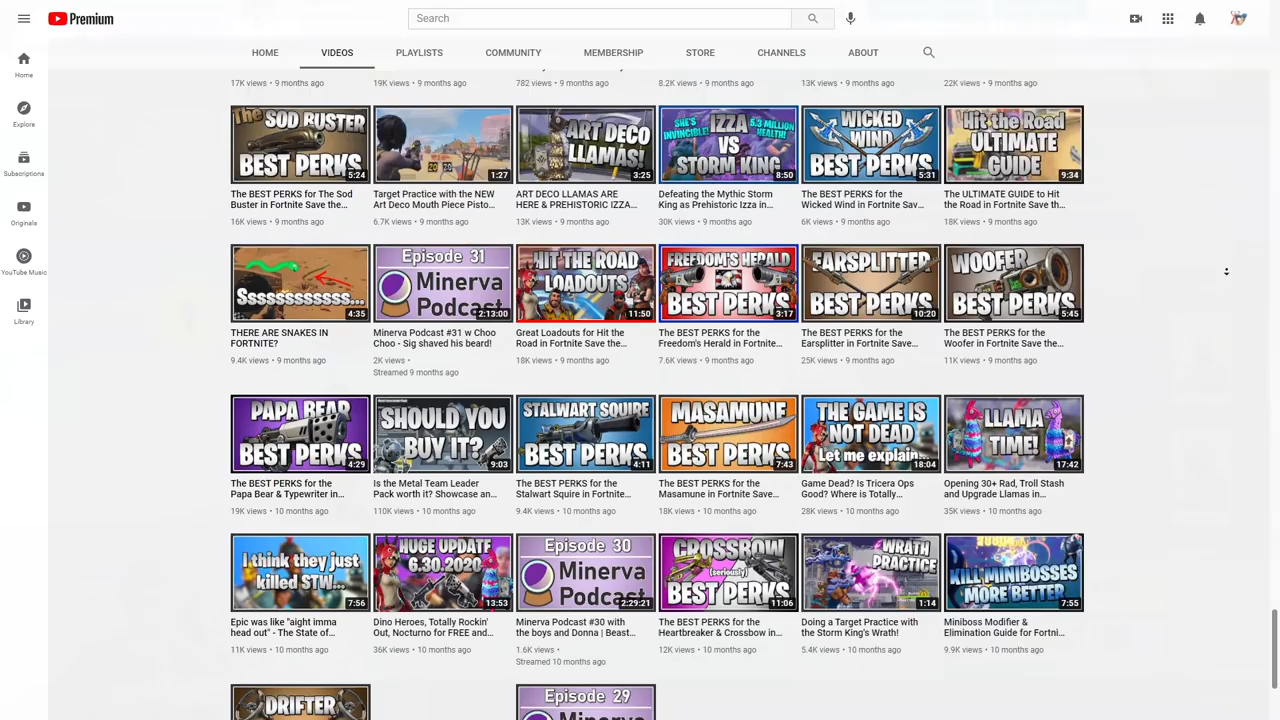 Premium
Search
HOME
VIDEOS
PLAYLISTS
COMMUNITY
MEMBERSHIP
STORE
CHANNELS
ABOUT
Home
Explore
Subscriptions
Originals
YouTube Music
Library
17K views • 9 months ago
19K views • 9 months ago
782 views • 9 months ago
8.2K views • 9 months ago
13K views • 9 months ago
22K views • 9 months ago
The SOD BUSTER
BEST PERKS
5:24
The BEST PERKS for The Sod
Buster in Fortnite Save the...
16K views • 9 months ago
1:27
Target Practice with the NEW
Art Deco Mouth Piece Pisto...
6.7K views • 9 months ago
ART DECO
LLAMAS!
3:25
ART DECO LLAMAS ARE
HERE & PREHISTORIC IZZA...
13K views • 9 months ago
SHE'S
INVINCIBLE!
IZZA
5.3 MILLION
HEALTH!
VS
STORM KING
8:50
Defeating the Mythic Storm
King as Prehistoric Izza in...
30K views • 9 months ago
WICKED
WIND
BEST PERKS
5:31
The BEST PERKS for the
Wicked Wind in Fortnite Sav...
6K views • 9 months ago
Hit the Road
ULTIMATE
GUIDE
9:34
The ULTIMATE GUIDE to Hit
the Road in Fortnite Save th...
18K views • 9 months ago
Sssssssssss...
4:35
THERE ARE SNAKES IN
FORTNITE?
9.4K views • 9 months ago
Episode 31
Minerva
Podcast
2:13:00
Minerva Podcast #31 w Choo
Choo - Sig shaved his beard!
2K views •
Streamed 9 months ago
HIT THE ROAD
LOADOUTS
11:50
Great Loadouts for Hit the
Road in Fortnite Save the...
18K views • 9 months ago
FREEDOM'S HERALD
BEST PERKS
3:17
The BEST PERKS for the
Freedom's Herald in Fortnite...
7.6K views • 9 months ago
EARSPLITTER
BEST PERKS
10:20
The BEST PERKS for the
Earsplitter in Fortnite Save...
25K views • 9 months ago
WOOFER
BEST PERKS
5:45
The BEST PERKS for the
Woofer in Fortnite Save the...
11K views • 9 months ago
PAPA BEAR
BEST PERKS
4:29
The BEST PERKS for the
Papa Bear & Typewriter in...
19K views • 10 months ago
SHOULD YOU
BUY IT?
9:03
Is the Metal Team Leader
Pack worth it? Showcase an...
110K views • 10 months ago
STALWART SQUIRE
BEST PERKS
4:11
The BEST PERKS for the
Stalwart Squire in Fortnite...
9.4K views • 10 months ago
MASAMUNE
BEST PERKS
7:43
The BEST PERKS for the
Masamune in Fortnite Save...
18K views • 10 months ago
THE GAME IS
NOT DEAD
Let me explain...
18:04
Game Dead? Is Tricera Ops
Good? Where is Totally...
28K views • 10 months ago
LLAMA
TIME!
17:42
Opening 30+ Rad, Troll Stash
and Upgrade Llamas in...
35K views • 10 months ago
I think they just
killed STW...
7:56
Epic was like "aight imma
head out" - The State of...
11K views • 10 months ago
HUGE UPDATE
6.30.2020
13:53
Dino Heroes, Totally Rockin'
Out, Nocturno for FREE and...
36K views • 10 months ago
Episode 30
Minerva
Podcast
2:29:21
Minerva Podcast #30 with
the boys and Donna | Beast...
1.6K views •
Streamed 10 months ago
CROSSBOW
(seriously)
BEST PERKS
11:06
The BEST PERKS for the
Heartbreaker & Crossbow in...
12K views • 10 months ago
WRATH
PRACTICE
1:14
Doing a Target Practice with
the Storm King's Wrath!
5.4K views • 10 months ago
KILL MINIBOSSES
MORE BETTER
7:55
Miniboss Modifier &
Elimination Guide for Fortni...
9.9K views • 10 months ago
DRIFTER
Episode 29
Minerva